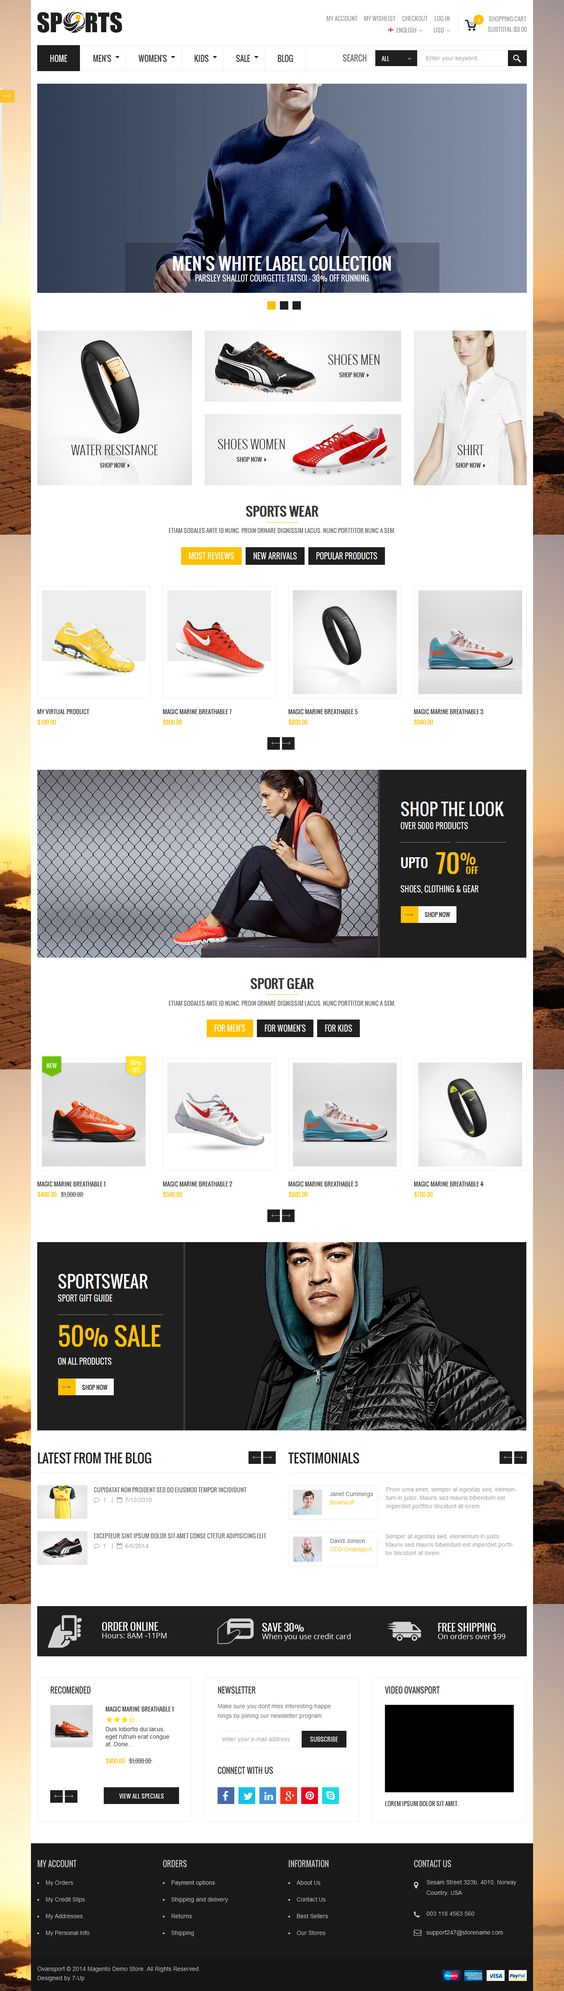 SPORTS
MY ACCOUNT MY WISHLIST CHECKOUT LOG IN
ENGLISH USD
SHOPPING CART
SUBTOTAL:$0.00
HOME MEN'S WOMEN'S KIDS SALE BLOG
SEARCH ALL Enter your keyword...
MEN'S WHITE LABEL COLLECTION
PARSLEY SHALLOT COURGETTE TATSOI - 30% OFF RUNNING
WATER RESISTANCE
SHOP NOW
SHOES MEN
SHOP NOW
SHOES WOMEN
SHOP NOW
SHIRT
SHOP NOW
SPORTS WEAR
ETIAM SODALES ANTE ID NUNC. PROIN ORNARE DIGNISSIM LACUS. NUNC PORTTITOR NUNC A SEM.
MOST REVIEWS NEW ARRIVALS POPULAR PRODUCTS
MY VIRTUAL PRODUCT
$700.00
MAGIC MARINE BREATHABLE 7
$800.00
MAGIC MARINE BREATHABLE 5
$800.00
MAGIC MARINE BREATHABLE 3
$600.00
SHOP THE LOOK
OVER 5000 PRODUCTS
UPTO 70% OFF
SHOES, CLOTHING & GEAR
SHOP NOW
SPORT GEAR
ETIAM SODALES ANTE ID NUNC. PROIN ORNARE DIGNISSIM LACUS. NUNC PORTTITOR NUNC A SEM.
FOR MEN'S FOR WOMEN'S FOR KIDS
NEW
OFF
MAGIC MARINE BREATHABLE 1
$400.00 $1,000.00
MAGIC MARINE BREATHABLE 2
$500.00
MAGIC MARINE BREATHABLE 3
$600.00
MAGIC MARINE BREATHABLE 4
$700.00
SPORTSWEAR
SPORT GIFT GUIDE
50% SALE
ON ALL PRODUCTS
SHOP NOW
LATEST FROM THE BLOG
CUPIDATAT NON PROIDENT SED DO EIUSMOD TEMPOR INCIDIDUNT
1 | 7/12/2010
EXCEPTEUR SINT IPSUM DOLOR SIT AMET CONSE CTETUR ADIPISICING ELIT
1 | 6/6/2014
TESTIMONIALS
Janet Cummings
Beamsoft
Proin urna enim, semper at egestas sed, elemen-
tum in justo. Mauris sed mauris bibendum est
imperdiet porttitor tincidunt at lorem.
David Jonson
CEO-Ovansport
Semper at egestas sed, elementum in justo.
Mauris sed mauris bibendum est imperdiet portti-
tor tincidunt at lorem.
ORDER ONLINE
Hours: 8AM -11PM
SAVE 30%
When you use credit card
FREE SHIPPING
On orders over $99
RECOMENDED
MAGIC MARINE BREATHABLE 1
Duis lobortis dui lacus,
eget rutrum erat congue
at. Done...
$400.00 $1,000.00
VIEW ALL SPECIALS
NEWSLETTER
Make sure you dont miss interesting happe
nings by joining our newsletter program.
enter your e-mail address SUBSCRIBE
CONNECT WITH US
VIDEO OVANSPORT
LOREM IPSUM DOLOR SIT AMET.
MY ACCOUNT
My Orders
My Credit Slips
My Addresses
My Personal Info
ORDERS
Payment options
Shipping and delivery
Returns
Shipping
INFORMATION
About Us
Contact Us
Best Sellers
Our Stores
CONTACT US
Sesam Street 323b, 4010, Norway
Country: USA
003 118 4563 560
support247@storename.com
Ovansport © 2014 Magento Demo Store. All Rights Reserved.
Designed by 7-Up
VISA PayPal